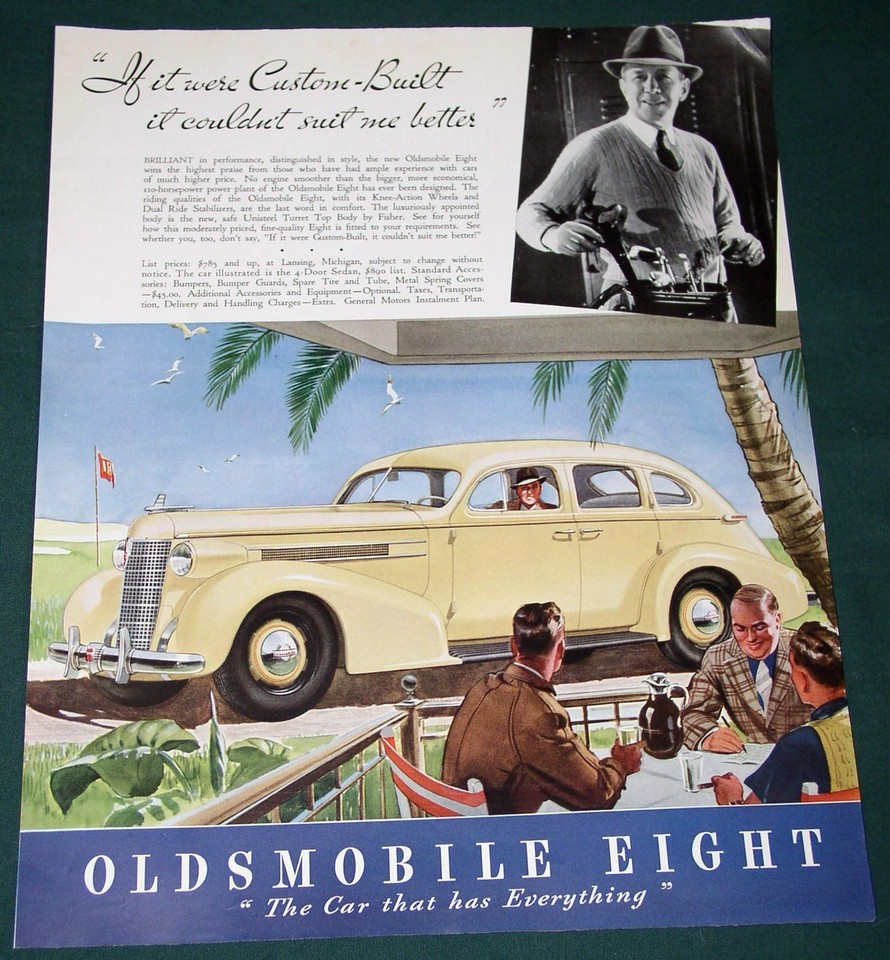 “If it were Custom-Built
it couldn't suit me better”
BRILLIANT in performance, distinguished in style, the new Oldsmobile Eight
wins the highest praise from those who have had ample experience with cars
of much higher price. No engine smoother than the bigger, more economical,
110-horsepower power plant of the Oldsmobile Eight has ever been designed. The
riding qualities of the Oldsmobile Eight, with its Knee-Action Wheels and
Dual Ride Stabilizers, are the last word in comfort. The luxuriously appointed
body is the new, safe Unisteel Turret Top Body by Fisher. See for yourself
how this moderately priced, fine-quality Eight is fitted to your requirements. See
whether you, too, don't say, "If it were Custom-Built, it couldn't suit me better!"
List prices: $785 and up, at Lansing, Michigan, subject to change without
notice. The car illustrated is the 4-Door Sedan, $890 list. Standard Acces-
sories: Bumpers, Bumper Guards, Spare Tire and Tube, Metal Spring Covers
—$45.00. Additional Accessories and Equipment—Optional. Taxes, Transporta-
tion, Delivery and Handling Charges—Extra. General Motors Instalment Plan.
18
OLDSMOBILE EIGHT
“The Car that has Everything”